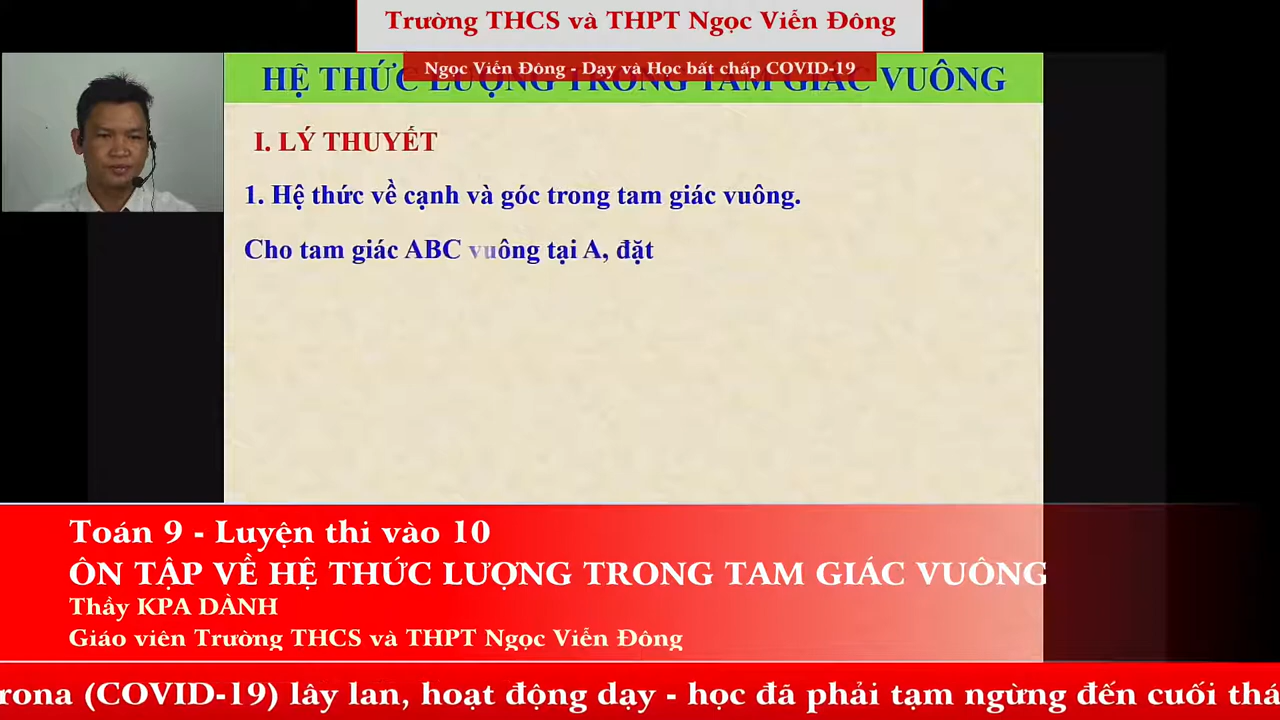 Trường THCS và THPT Ngọc Viễn Đông
Ngọc Viễn Đông - Dạy và Học bất chấp COVID-19
HỆ THỨC LƯỢNG TRONG TAM GIÁC VUÔNG
I. LÝ THUYẾT
1. Hệ thức về cạnh và góc trong tam giác vuông.
Cho tam giác ABC vuông tại A, đặt
Toán 9 - Luyện thi vào 10
ÔN TẬP VỀ HỆ THỨC LƯỢNG TRONG TAM GIÁC VUÔNG
Thầy KPA DÀNH
Giáo viên Trường THCS và THPT Ngọc Viễn Đông
rona (COVID-19) lây lan, hoạt động dạy - học đã phải tạm ngừng đến cuối thá